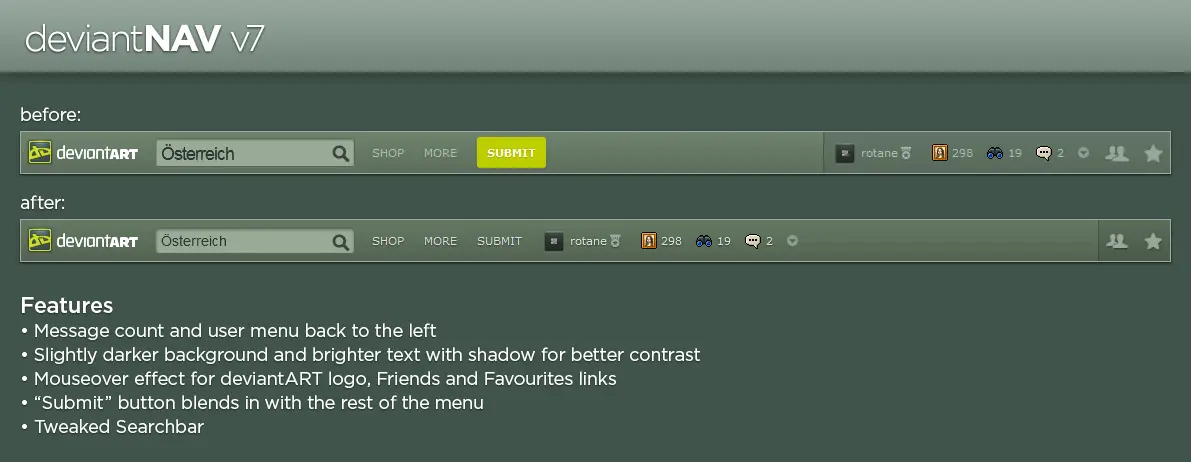 deviantNAV v7
before:
deviantART Österreich SHOP MORE SUBMIT rotane 298 19 2
after:
deviantART Österreich SHOP MORE SUBMIT rotane 298 19 2
Features
• Message count and user menu back to the left
• Slightly darker background and brighter text with shadow for better contrast
• Mouseover effect for deviantART logo, Friends and Favourites links
• “Submit” button blends in with the rest of the menu
• Tweaked Searchbar